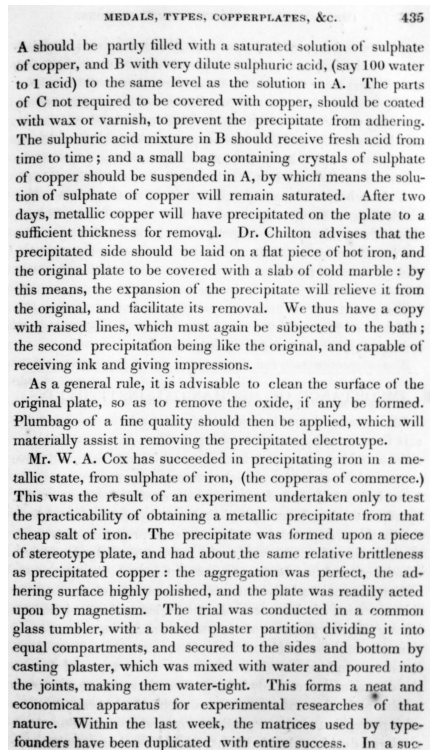 MEDALS, TYPES, COPPERPLATES, &C. 435
A should be partly filled with a saturated solution of sulphate
of copper, and B with very dilute sulphuric acid, (say 100 water
to 1 acid) to the same level as the solution in A. The parts
of C not required to be covered with copper, should be coated
with wax or varnish, to prevent the precipitate from adhering.
The sulphuric acid mixture in B should receive fresh acid from
time to time; and a small bag containing crystals of sulphate
of copper should be suspended in A, by which means the solu-
tion of sulphate of copper will remain saturated. After two
days, metallic copper will have precipitated on the plate to a
sufficient thickness for removal. Dr. Chilton advises that the
precipitated side should be laid on a flat piece of hot iron, and
the original plate to be covered with a slab of cold marble: by
this means, the expansion of the precipitate will relieve it from
the original, and facilitate its removal. We thus have a copy
with raised lines, which must again be subjected to the bath;
the second precipitation being like the original, and capable of
receiving ink and giving impressions.
As a general rule, it is advisable to clean the surface of the
original plate, so as to remove the oxide, if any be formed.
Plumbago of a fine quality should then be applied, which will
materially assist in removing the precipitated electrotype.
Mr. W. A. Cox has succeeded in precipitating iron in a me-
tallic state, from sulphate of iron, (the copperas of commerce.)
This was the result of an experiment undertaken only to test
the practicability of obtaining a metallic precipitate from that
cheap salt of iron. The precipitate was formed upon a piece
of stereotype plate, and had about the same relative brittleness
as precipitated copper: the aggregation was perfect, the ad-
hering surface highly polished, and the plate was readily acted
upon by magnetism. The trial was conducted in a common
glass tumbler, with a baked plaster partition dividing it into
equal compartments, and secured to the sides and bottom by
casting plaster, which was mixed with water and poured into
the joints, making them water-tight. This forms a neat and
economical apparatus for experimental researches of that
nature. Within the last week, the matrices used by type-
founders have been duplicated with entire success. In a suc-